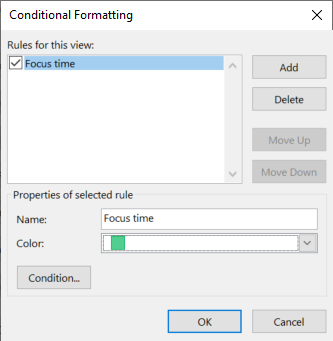 Conditional Formatting
Rules for this view:
Focus time
Add
Delete
Move Up
Move Down
Properties of selected rule
Name: Focus time
Color:
Condition...
OK Cancel